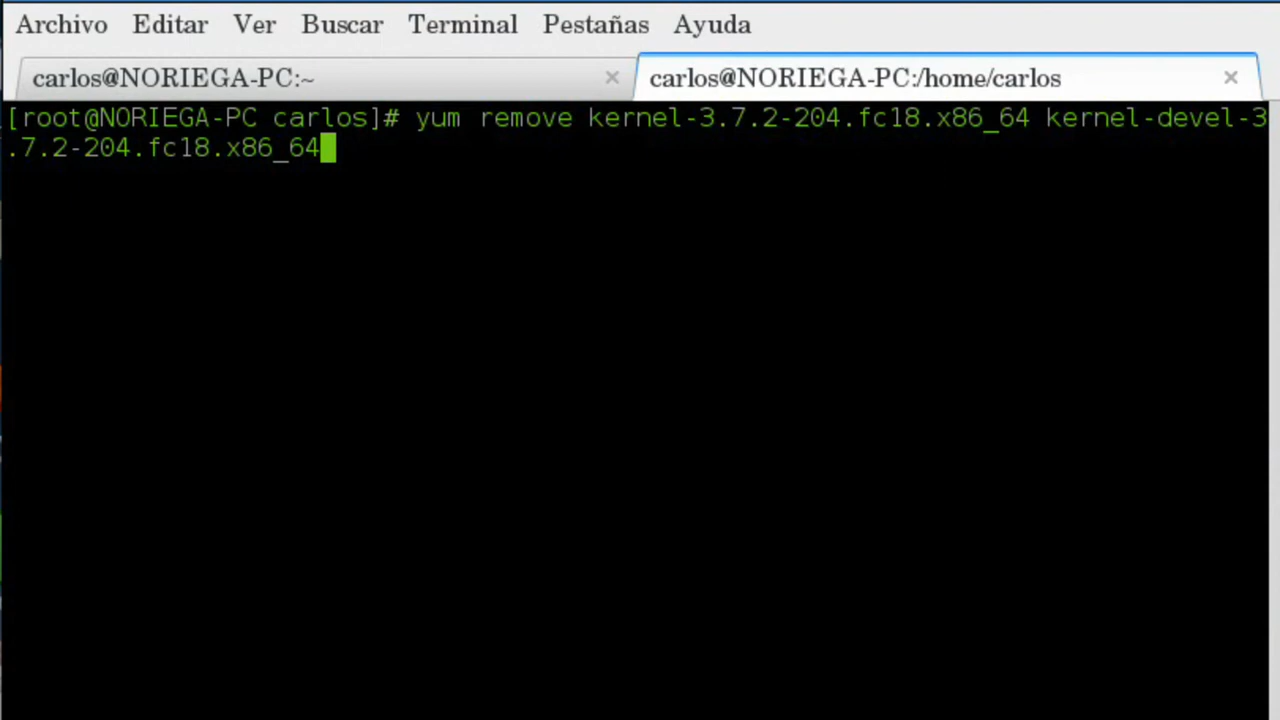 Archivo Editar Ver Buscar Terminal Pestañas Ayuda
carlos@NORIEGA-PC:~ × carlos@NORIEGA-PC:/home/carlos ×
[root@NORIEGA-PC carlos]# yum remove kernel-3.7.2-204.fc18.x86_64 kernel-devel-3
.7.2-204.fc18.x86_64